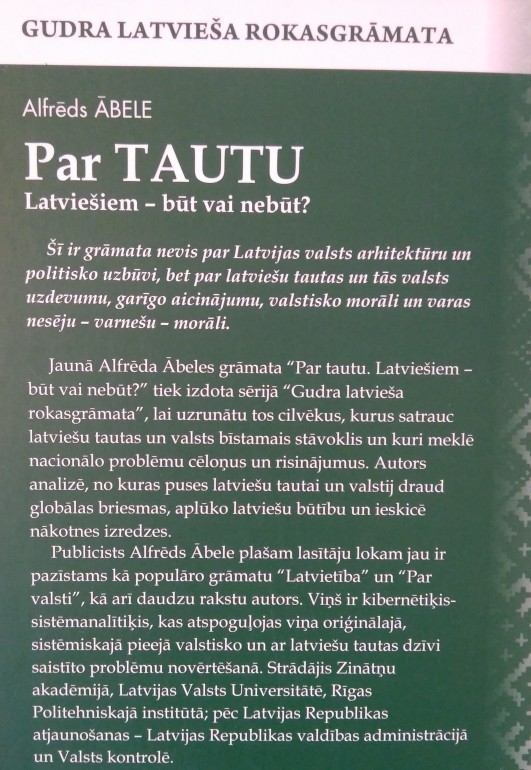 GUDRA LATVIEŠA ROKASGRĀMATA
Alfrēds ĀBELE
Par TAUTU
Latviešiem – būt vai nebūt?
Šī ir grāmata nevis par Latvijas valsts arhitektūru un
politisko uzbūvi, bet par latviešu tautas un tās valsts
uzdevumu, garīgo aicinājumu, valstisko morāli un varas
nesēju – varnešu – morāli.
Jaunā Alfrēda Ābeles grāmata “Par tautu. Latviešiem –
būt vai nebūt?” tiek izdota sērijā “Gudra latvieša
rokasgrāmata”, lai uzrunātu tos cilvēkus, kurus satrauc
latviešu tautas un valsts bīstamais stāvoklis un kuri meklē
nacionālo problēmu cēloņus un risinājumus. Autors
analizē, no kuras puses latviešu tautai un valstij draud
globālas briesmas, aplūko latviešu būtību un ieskicē
nākotnes izredzes.
Publicists Alfrēds Ābele plašam lasītāju lokam jau ir
pazīstams kā populāro grāmatu “Latvietība” un “Par
valsti”, kā arī daudzu rakstu autors. Viņš ir kibernētiķis-
sistēmanalītiķis, kas atspoguļojas viņa oriģinālajā,
sistēmiskajā pieejā valstisko un ar latviešu tautas dzīvi
saistīto problēmu novērtēšanā. Strādājis Zinātņu
akadēmijā, Latvijas Valsts Universitātē, Rīgas
Politehniskajā institūtā; pēc Latvijas Republikas
atjaunošanas – Latvijas Republikas valdības administrācijā
un Valsts kontrolē.